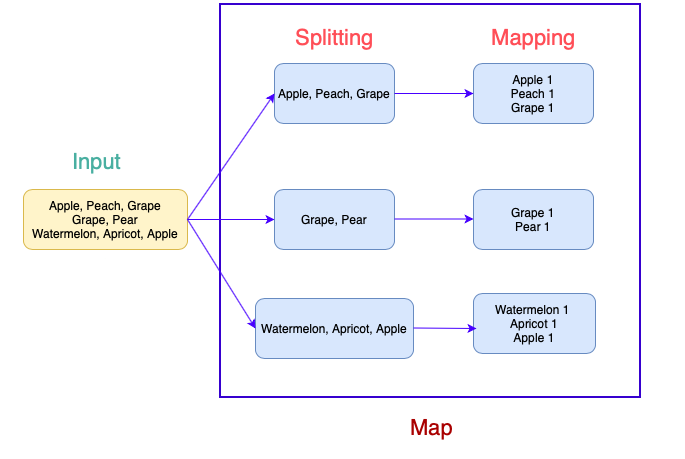 Splitting
Mapping
Apple, Peach, Grape
Apple 1
Peach 1
Grape 1
Input
Apple, Peach, Grape
Grape, Pear
Watermelon, Apricot, Apple
Grape, Pear
Grape 1
Pear 1
Watermelon, Apricot, Apple
Watermelon 1
Apricot 1
Apple 1
Map